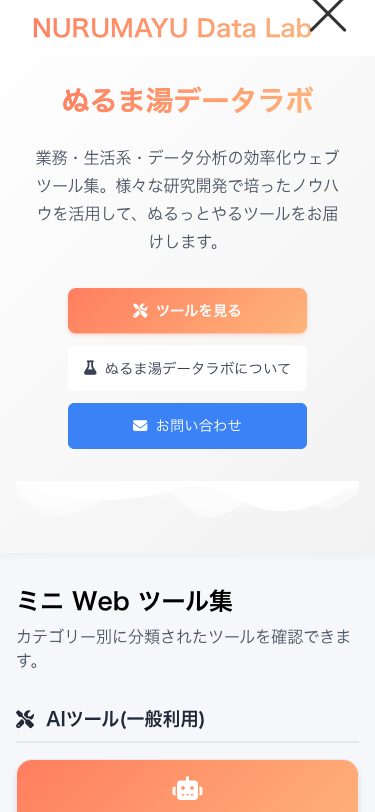 NURUMAYU Data Lab
ぬるま湯データラボ
業務・生活系・データ分析の効率化ウェブ
ツール集。様々な研究開発で培ったノウハ
ウを活用して、ぬるっとやるツールをお届
けします。
ツールを見る
ぬるま湯データラボについて
お問い合わせ
ミニ Web ツール集
カテゴリー別に分類されたツールを確認できま
す。
AIツール(一般利用)